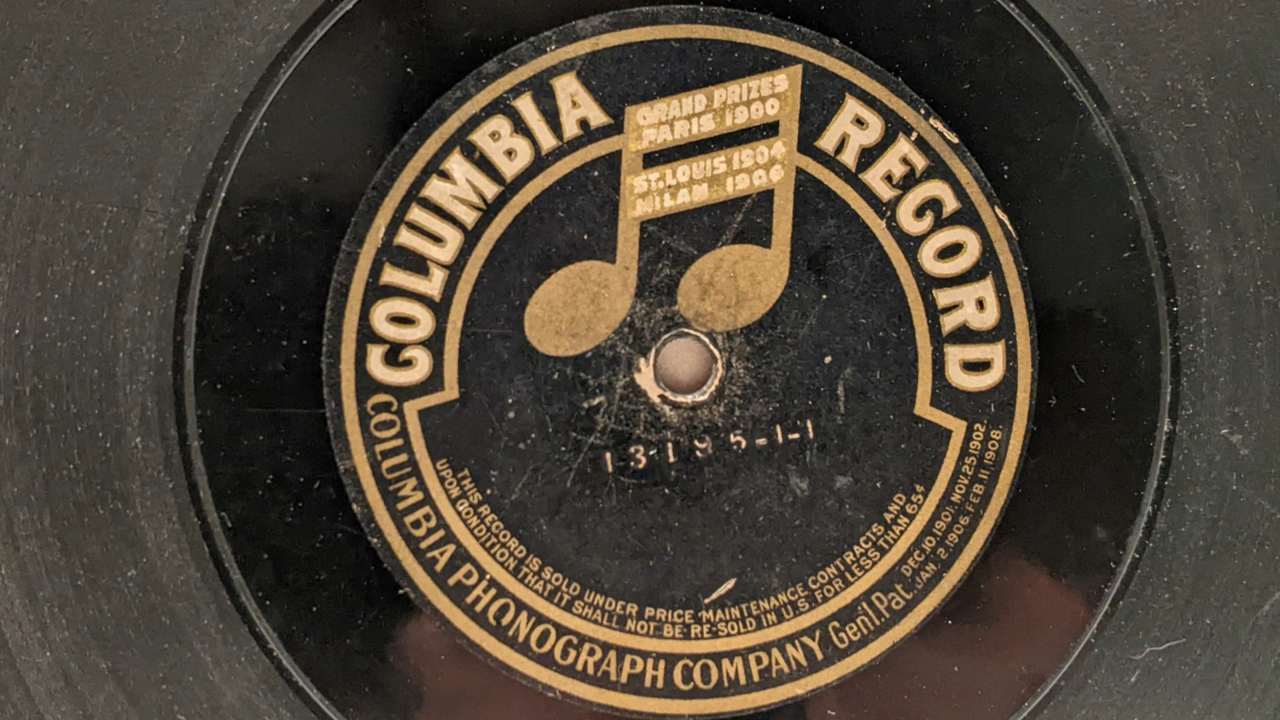 COLUMBIA RECORD
GRAND PRIZES
PARIS 1900
ST. LOUIS 1904
MILAN 1906
13195-1-1
THIS RECORD IS SOLD UNDER PRICE MAINTENANCE CONTRACTS AND
UPON CONDITION THAT IT SHALL NOT BE RE-SOLD IN U.S. FOR LESS THAN 65¢
COLUMBIA PHONOGRAPH COMPANY Gen'l. Pat. DEC.10,1901. NOV.25,1902.
JAN. 2.1906. FEB.11,1908.